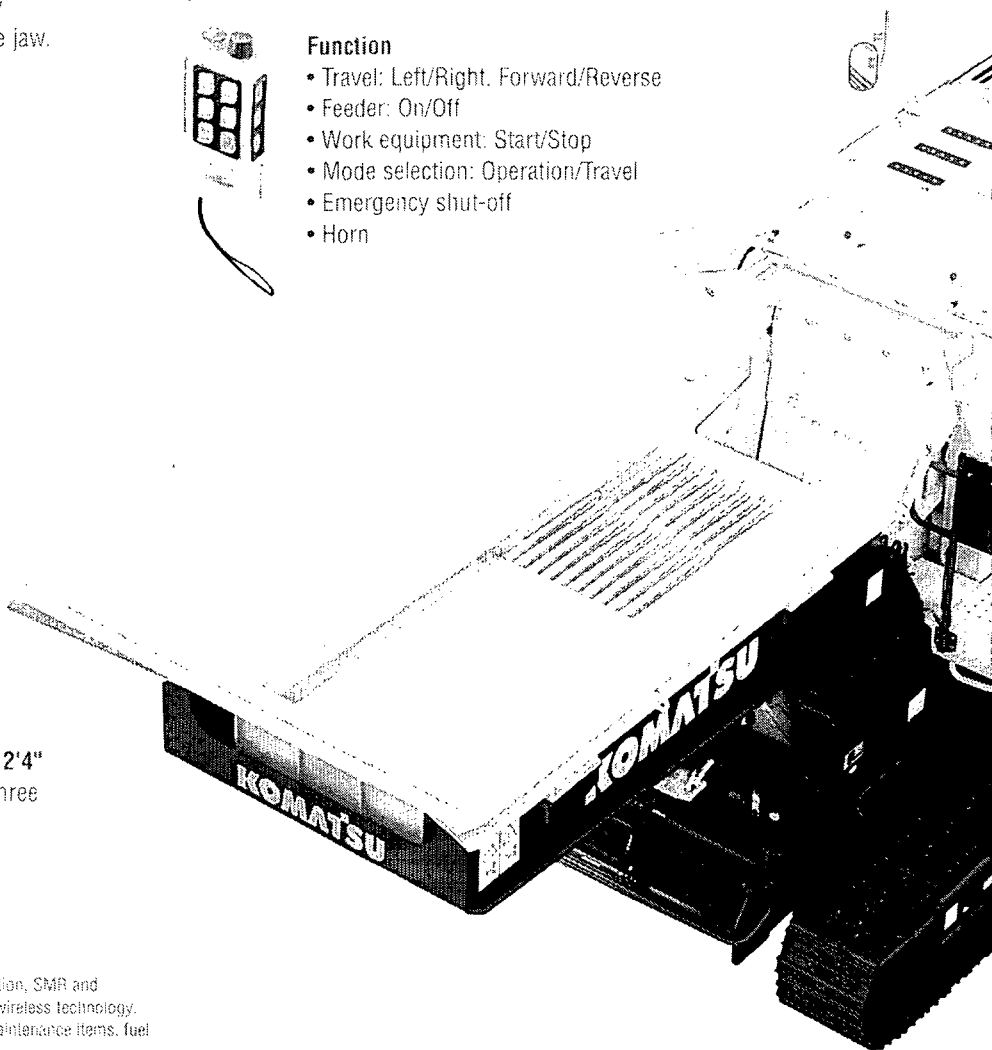 e jaw.
Function
• Travel: Left/Right. Forward/Reverse
• Feeder: On/Off
• Work equipment: Start/Stop
• Mode selection: Operation/Travel
• Emergency shut-off
• Horn
KOMATSU
KOMATSU
2'4"
hree
tion, SMR and
wireless technology.
aintenance items, fuel